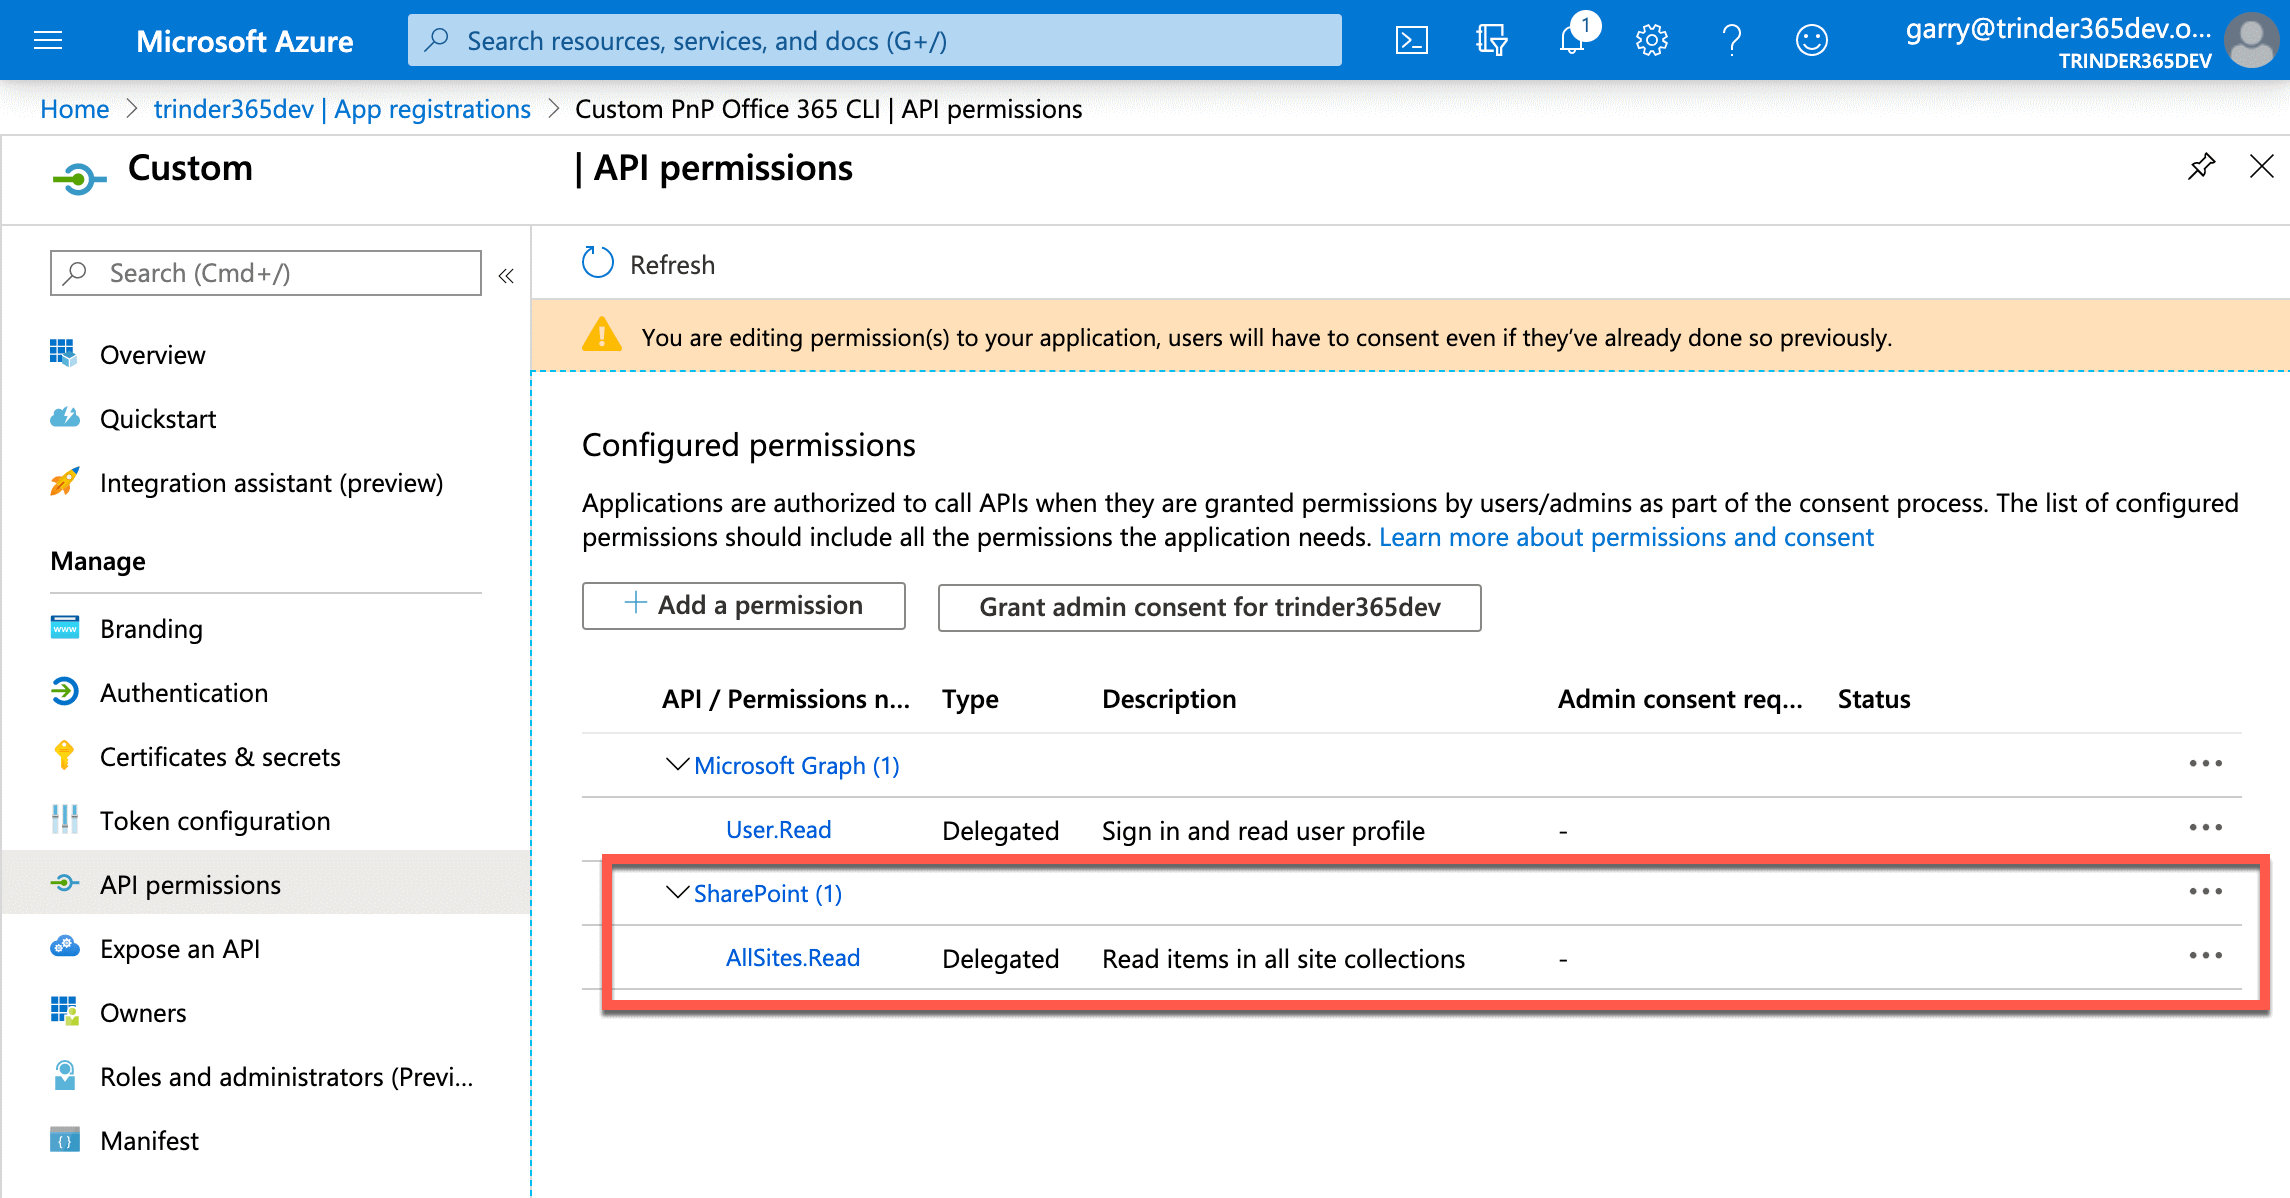 Microsoft Azure
Search resources, services, and docs (G+/)
1
garry@trinder365dev.o...
TRINDER365DEV
Home > trinder365dev | App registrations > Custom PnP Office 365 CLI | API permissions
Custom | API permissions
Search (Cmd+/)
«
Overview
Quickstart
Integration assistant (preview)
Manage
Branding
Authentication
Certificates & secrets
Token configuration
API permissions
Expose an API
Owners
Roles and administrators (Previ...
Manifest
Refresh
You are editing permission(s) to your application, users will have to consent even if they’ve already done so previously.
Configured permissions
Applications are authorized to call APIs when they are granted permissions by users/admins as part of the consent process. The list of configured
permissions should include all the permissions the application needs. Learn more about permissions and consent
+ Add a permission
Grant admin consent for trinder365dev
API / Permissions n... Type Description Admin consent req... Status
Microsoft Graph (1) ...
User.Read Delegated Sign in and read user profile - ...
SharePoint (1) ...
AllSites.Read Delegated Read items in all site collections - ...